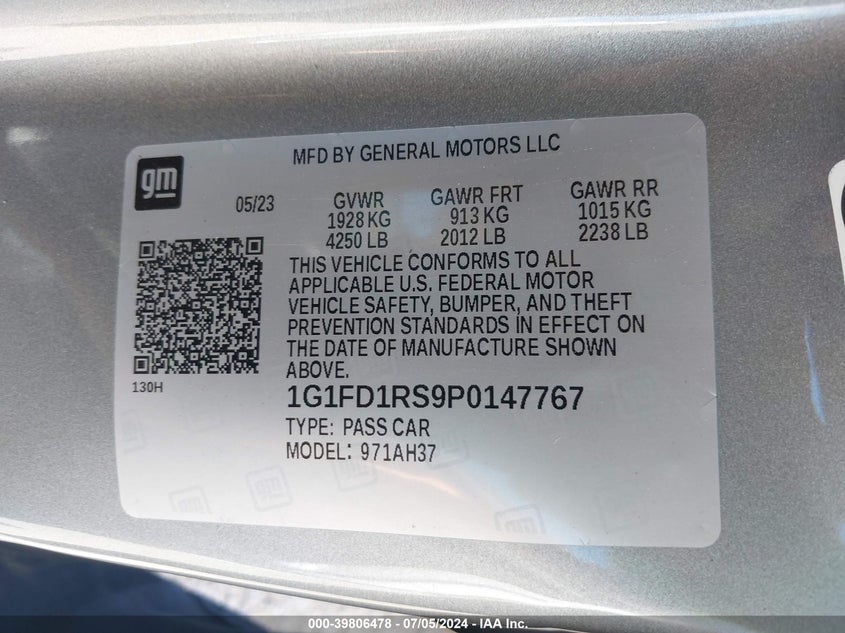 MFD BY GENERAL MOTORS LLC
gm
05/23
GVWR
1928 KG
4250 LB
GAWR FRT
913 KG
2012 LB
GAWR RR
1015 KG
2238 LB
THIS VEHICLE CONFORMS TO ALL
APPLICABLE U.S. FEDERAL MOTOR
VEHICLE SAFETY, BUMPER, AND THEFT
PREVENTION STANDARDS IN EFFECT ON
THE DATE OF MANUFACTURE SHOWN
ABOVE.
130H
1G1FD1RS9P0147767
TYPE: PASS CAR
MODEL: 971AH37
gm
gm
000-39806478 - 07/05/2024 - IAA Inc.